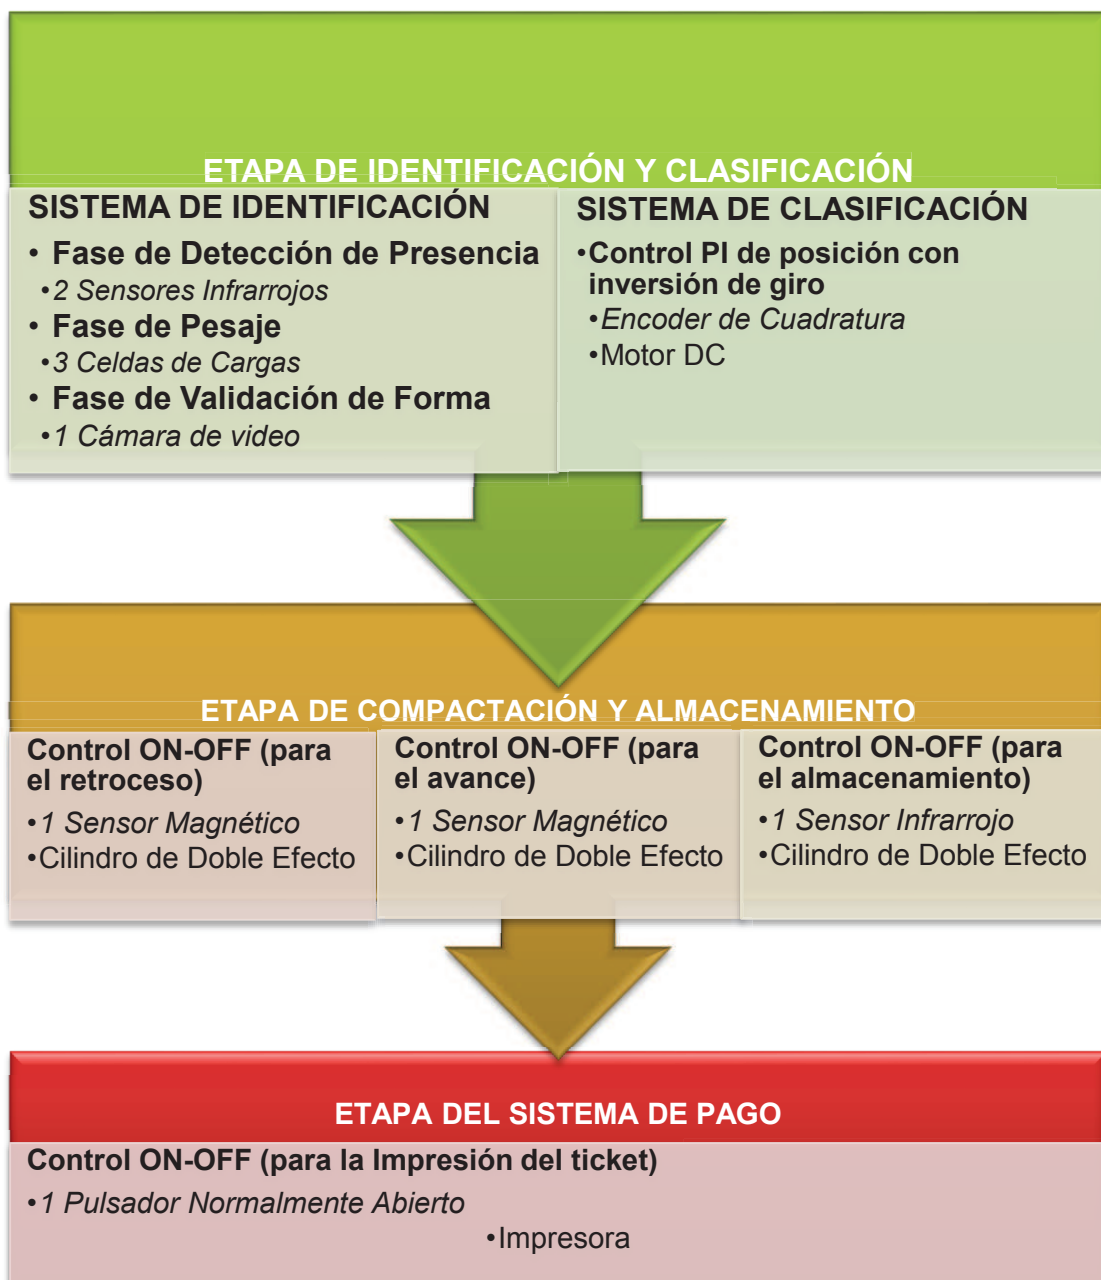 ETAPA DE IDENTIFICACIÓN Y CLASIFICACIÓN
SISTEMA DE IDENTIFICACIÓN
• Fase de Detección de Presencia
•2 Sensores Infrarrojos
• Fase de Pesaje
•3 Celdas de Cargas
• Fase de Validación de Forma
•1 Cámara de video
SISTEMA DE CLASIFICACIÓN
•Control PI de posición con
inversión de giro
•Encoder de Cuadratura
•Motor DC
ETAPA DE COMPACTACIÓN Y ALMACENAMIENTO
Control ON-OFF (para
el retroceso)
•1 Sensor Magnético
•Cilindro de Doble Efecto
Control ON-OFF (para
el avance)
•1 Sensor Magnético
•Cilindro de Doble Efecto
Control ON-OFF (para
el almacenamiento)
•1 Sensor Infrarrojo
•Cilindro de Doble Efecto
ETAPA DEL SISTEMA DE PAGO
Control ON-OFF (para la Impresión del ticket)
•1 Pulsador Normalmente Abierto
•Impresora